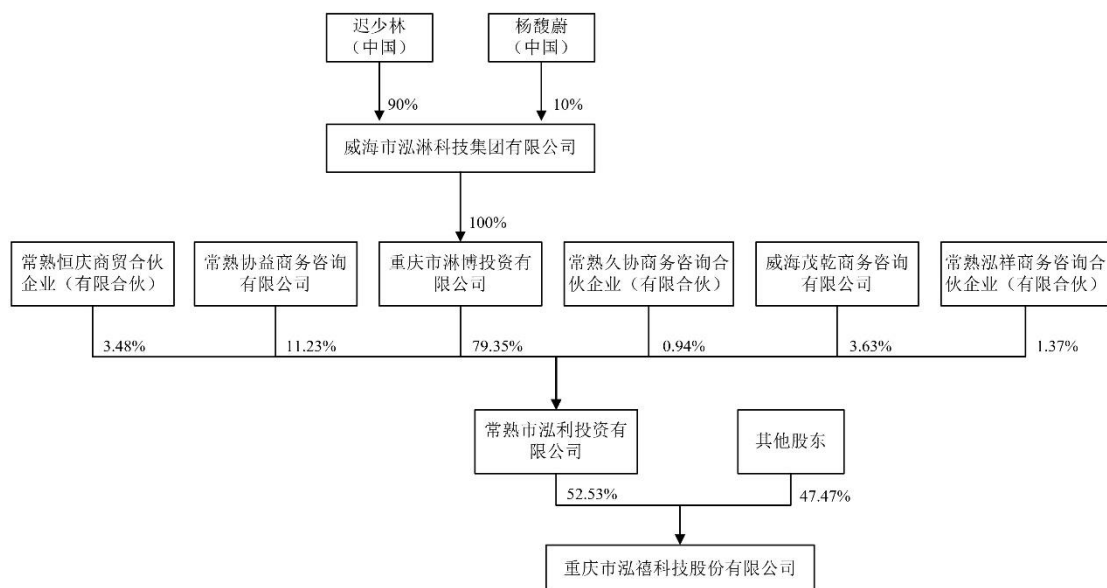 迟少林
（中国）
杨馥蔚
（中国）
90%
10%
威海市泓淋科技集团有限公司
100%
常熟恒庆商贸合伙
企业（有限合伙）
常熟协益商务咨询
有限公司
重庆市淋博投资有
限公司
常熟久协商务咨询合
伙企业（有限合伙）
威海茂乾商务咨询
有限公司
常熟泓祥商务咨询合
伙企业（有限合伙）
3.48%
11.23%
79.35%
0.94%
3.63%
1.37%
常熟市泓利投资有
限公司
其他股东
52.53%
47.47%
重庆市泓禧科技股份有限公司